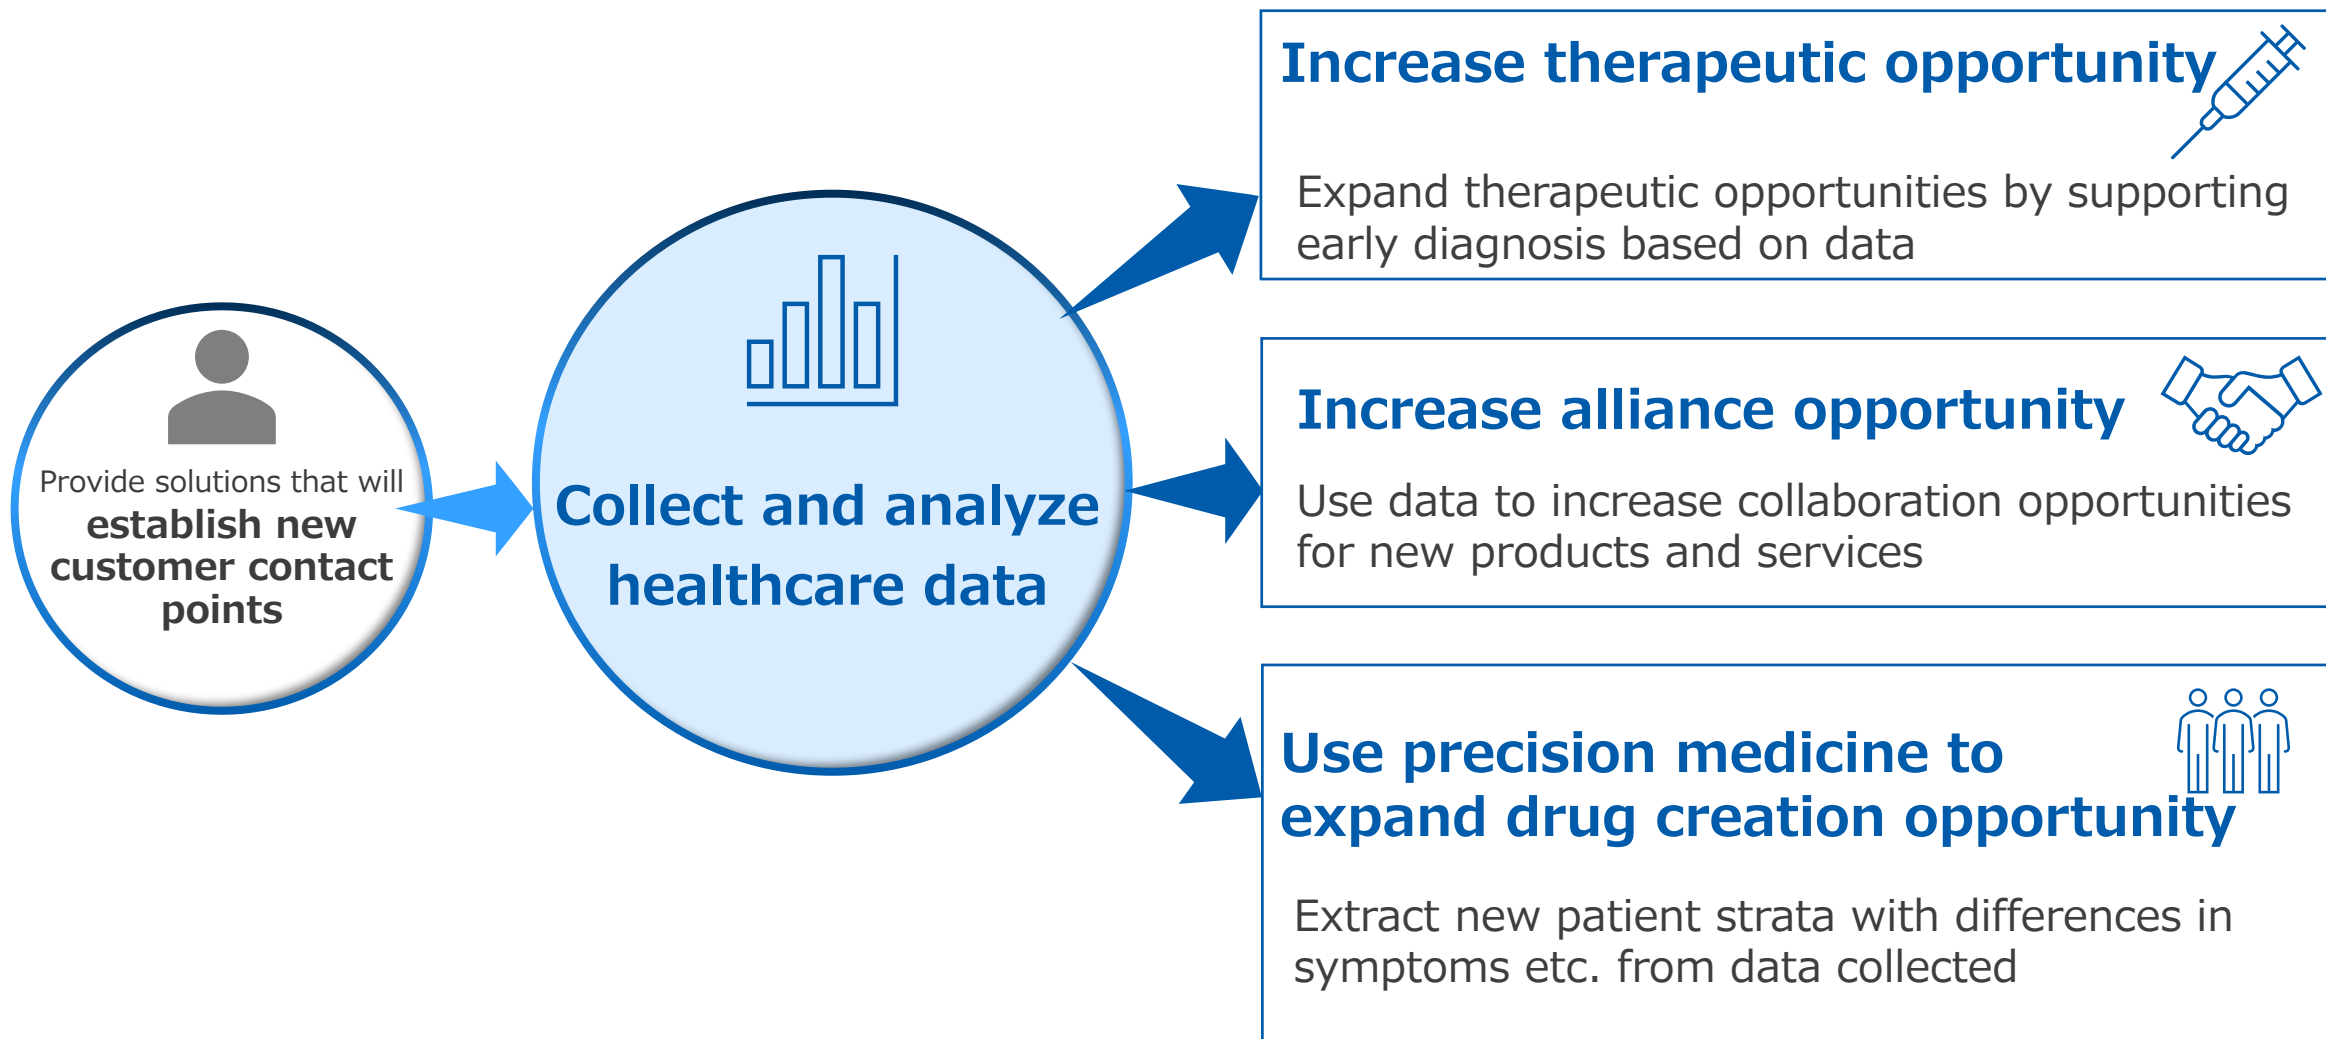 Provide solutions that will
establish new
customer contact
points
Collect and analyze
healthcare data
Increase therapeutic opportunity
Expand therapeutic opportunities by supporting
early diagnosis based on data
Increase alliance opportunity
Use data to increase collaboration opportunities
for new products and services
Use precision medicine to
expand drug creation opportunity
Extract new patient strata with differences in
symptoms etc. from data collected